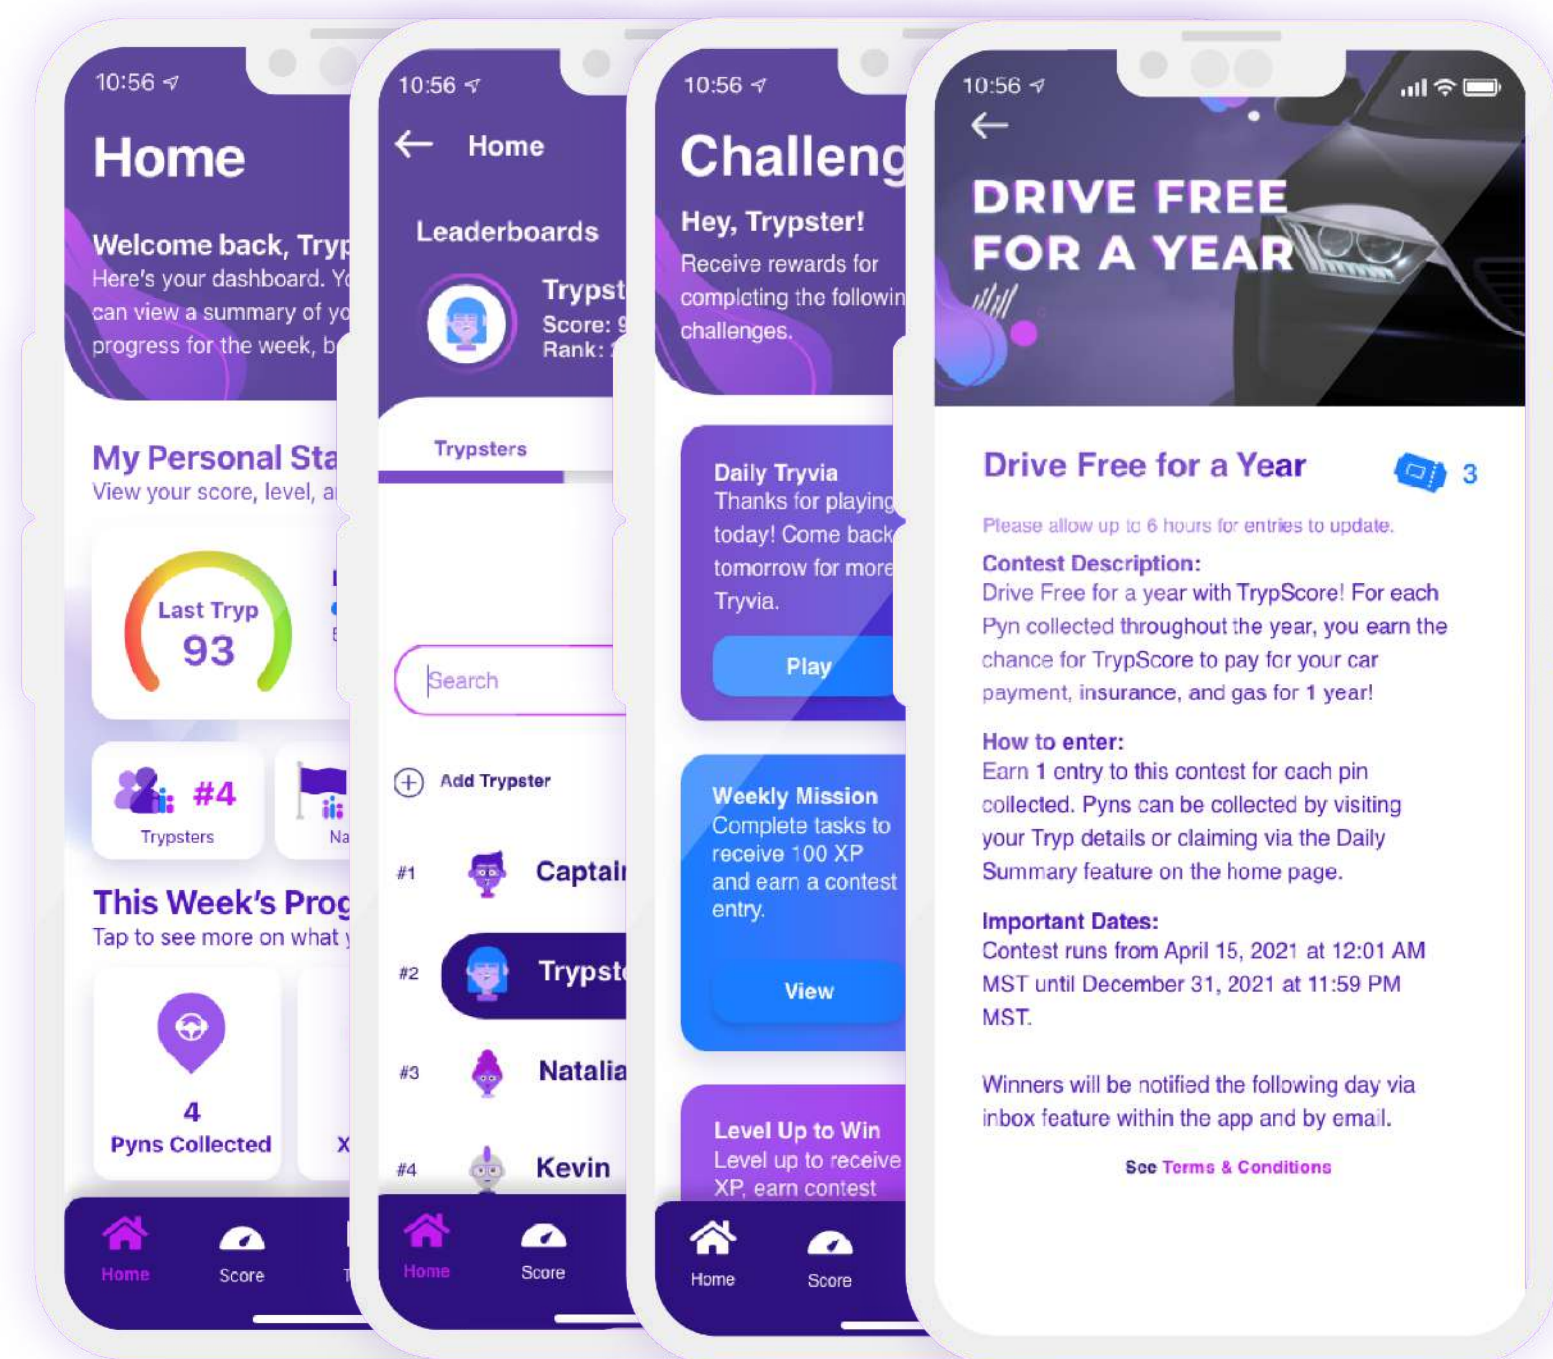 10:56
Home
Welcome back, Tryp
Here's your dashboard. Yo
can view a summary of yo
progress for the week, b
My Personal Sta
View your score, level, a
Last Tryp
93
#4
Trypsters
Na
This Week's Prog
Tap to see more on what y
4
Pyns Collected
X
Home
Score
T
10:56
Home
Leaderboards
Trypst
Score: 9
Rank:
Trypsters
Search
Add Trypster
#1
Captain
#2
Trypste
#3
Natalia
#4
Kevin
Home
Score
10:56
Challeng
Hey, Trypster!
Receive rewards for
completing the followin
challenges.
Daily Tryvia
Thanks for playing
today! Come back
tomorrow for more
Tryvia.
Play
Weekly Mission
Complete tasks to
receive 100 XP
and earn a contest
entry.
View
Level Up to Win
Level up to receive
XP, earn contest
Home
Score
10:56
DRIVE FREE
FOR A YEAR
Drive Free for a Year
3
Please allow up to 6 hours for entries to update.
Contest Description:
Drive Free for a year with TrypScore! For each
Pyn collected throughout the year, you earn the
chance for TrypScore to pay for your car
payment, insurance, and gas for 1 year!
How to enter:
Earn 1 entry to this contest for each pin
collected. Pyns can be collected by visiting
your Tryp details or claiming via the Daily
Summary feature on the home page.
Important Dates:
Contest runs from April 15, 2021 at 12:01 AM
MST until December 31, 2021 at 11:59 PM
MST.
Winners will be notified the following day via
inbox feature within the app and by email.
See Terms & Conditions